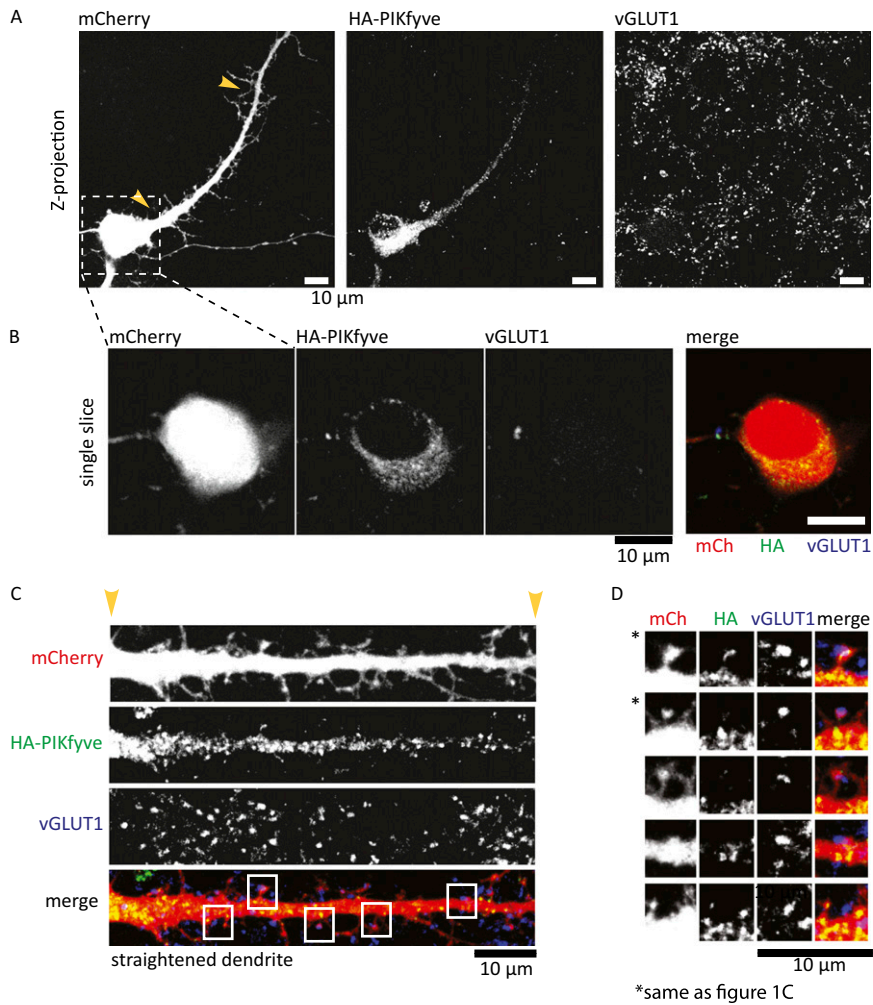 A
mCherry
HA-PIKfyve
vGLUT1
Z-projection
10 µm
B
mCherry
HA-PIKfyve
vGLUT1
merge
single slice
10 µm
mCh HA vGLUT1
C
mCherry
HA-PIKfyve
vGLUT1
merge
straightened dendrite
10 µm
D
mCh HA vGLUT1 merge
*
*
10 µm
*same as figure 1C